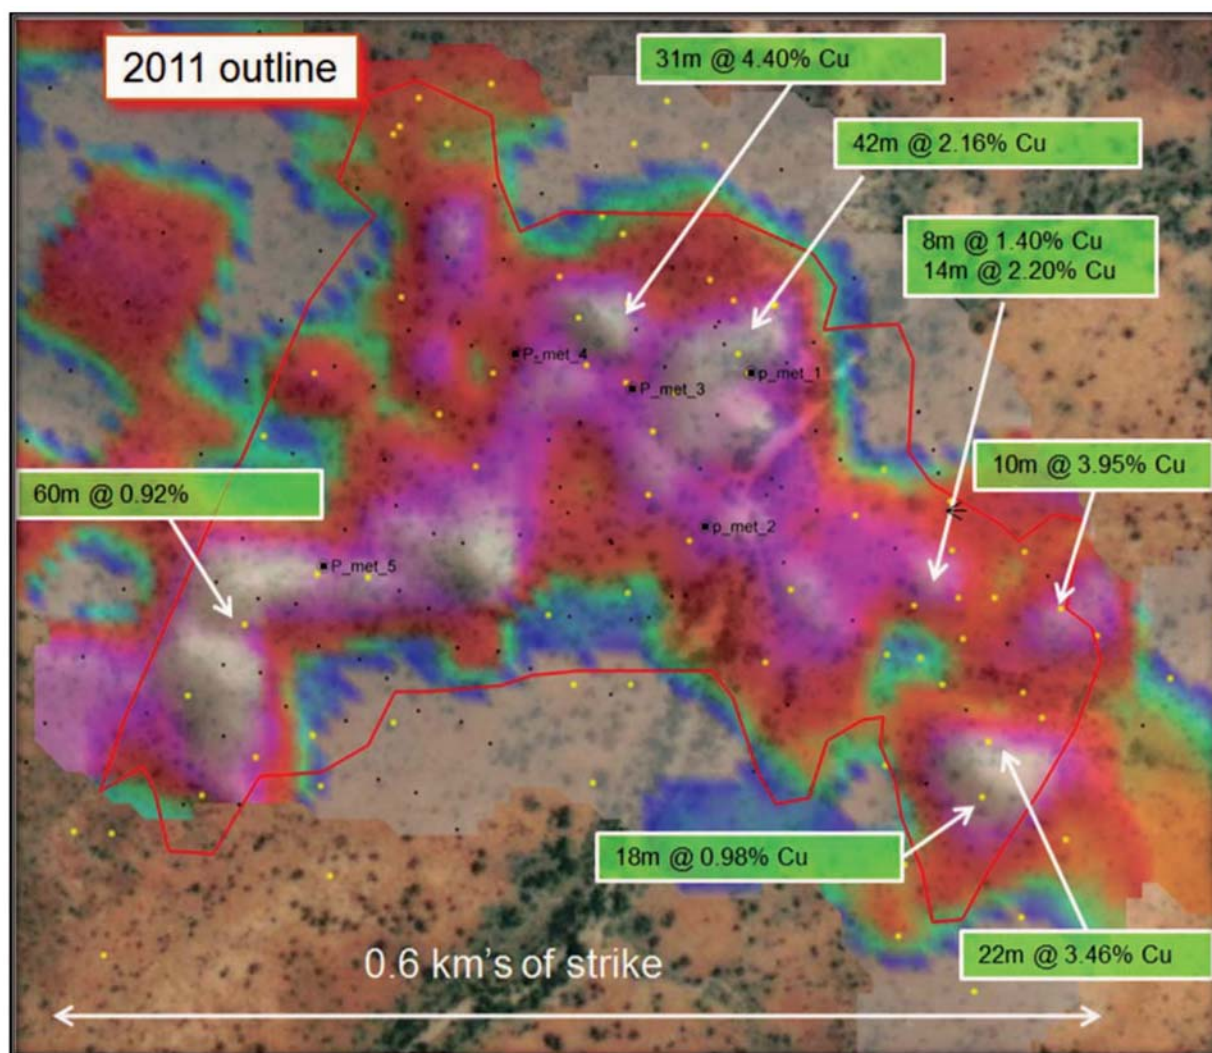 2011 outline
31m @ 4.40% Cu
42m @ 2.16% Cu
8m @ 1.40% Cu
14m @ 2.20% Cu
P_met_4
p_met_1
P_met_3
10m @ 3.95% Cu
60m @ 0.92%
p_met_2
P_met_5
18m @ 0.98% Cu
22m @ 3.46% Cu
0.6 km's of strike